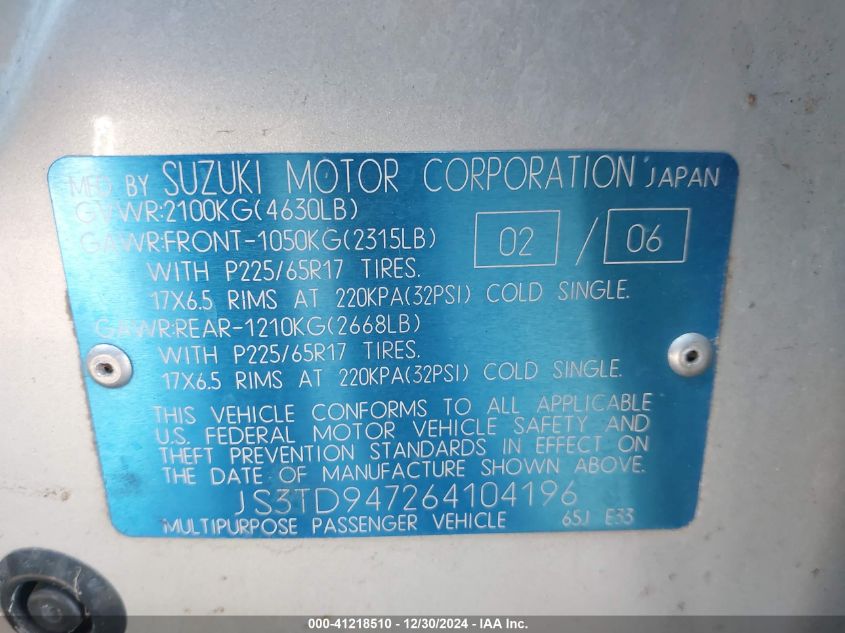 MFD BY SUZUKI MOTOR CORPORATION JAPAN
GVWR:2100KG(4630LB)
GAWR:FRONT-1050KG(2315LB) 02 / 06
WITH P225/65R17 TIRES.
17X6.5 RIMS AT 220KPA(32PSI) COLD SINGLE.
GAWR:REAR-1210KG(2668LB)
WITH P225/65R17 TIRES.
17X6.5 RIMS AT 220KPA(32PSI) COLD SINGLE.
THIS VEHICLE CONFORMS TO ALL APPLICABLE
U.S. FEDERAL MOTOR VEHICLE SAFETY AND
THEFT PREVENTION STANDARDS IN EFFECT ON
THE DATE OF MANUFACTURE SHOWN ABOVE.
JS3TD947264104196
MULTIPURPOSE PASSENGER VEHICLE 65J E33
000-41218510 - 12/30/2024 - IAA Inc.